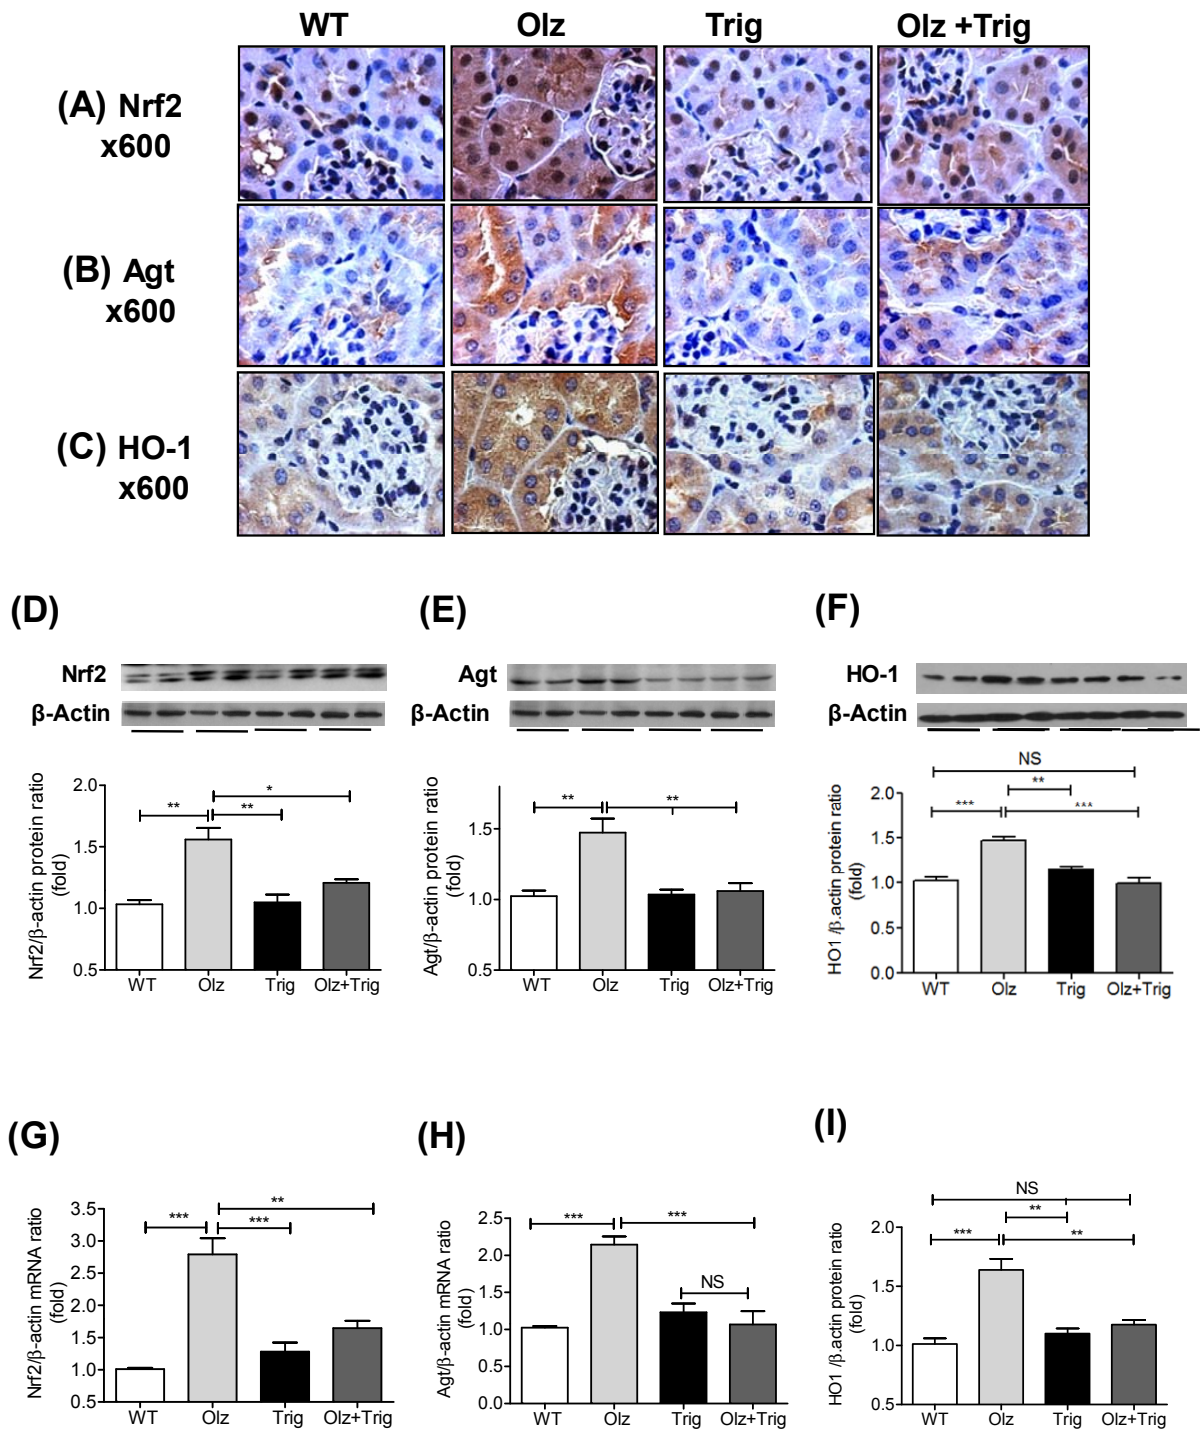 WT Olz Trig Olz +Trig
(A) Nrf2
x600
(B) Agt
x600
(C) HO-1
x600
(D) (E) (F)
Nrf2 Agt HO-1
β-Actin β-Actin β-Actin
Nrf2/β-actin protein ratio
(fold)
2.0
1.5
1.0
0.5
** ** *
WT Olz Trig Olz+Trig
Agt/β-actin protein ratio
(fold)
1.5
1.0
0.5
** **
WT Olz Trig Olz+Trig
HO1 /β.actin protein ratio
(fold)
2.0
1.5
1.0
0.5
0.0
NS
**
*** ***
WT Olz Trig Olz+Trig
(G) (H) (I)
Nrf2/β-actin mRNA ratio
(fold)
3.5
3.0
2.5
2.0
1.5
1.0
0.5
**
*** ***
WT Olz Trig Olz+Trig
Agt/β-actin mRNA ratio
(fold)
2.5
2.0
1.5
1.0
0.5
0.0
*** ***
NS
WT Olz Trig Olz+Trig
HO1 /β.actin protein ratio
(fold)
2.0
1.5
1.0
0.5
NS
**
*** **
WT Olz Trig Olz+Trig